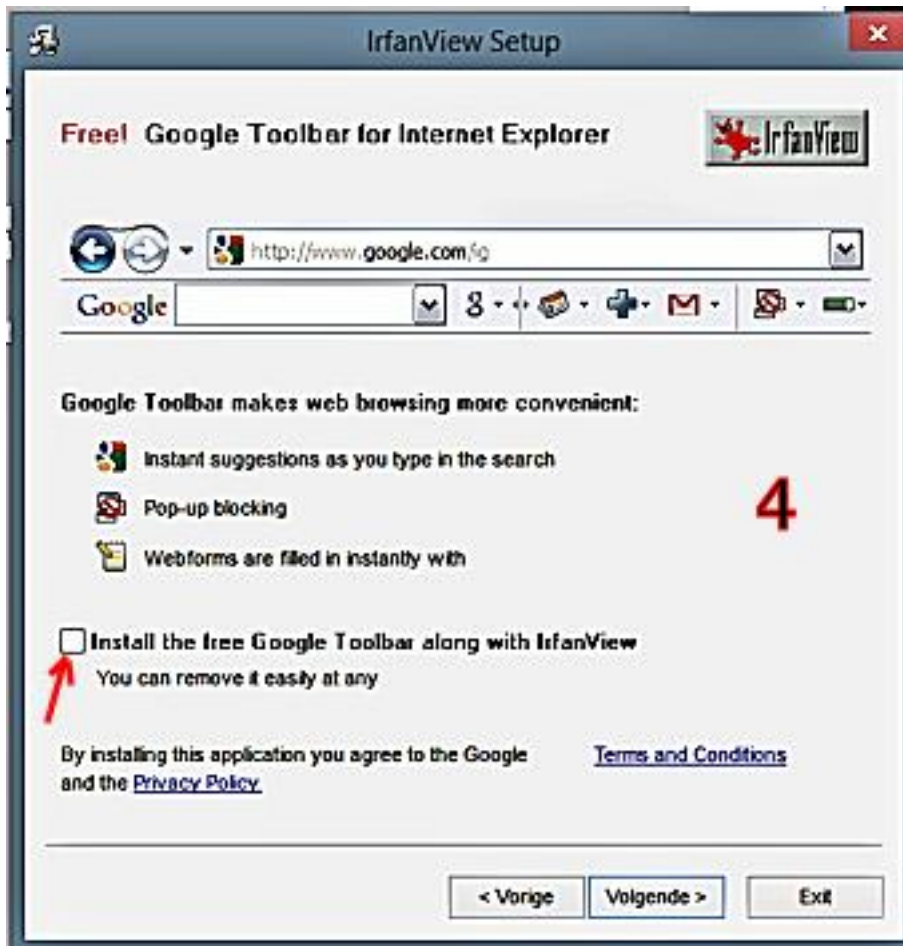 IrfanView Setup
Free! Google Toolbar for Internet Explorer
IrfanView
http://www.google.com/ig
Google
Google Toolbar makes web browsing more convenient:
Instant suggestions as you type in the search
Pop-up blocking
4
Webforms are filled in instantly with
Install the free Google Toolbar along with IrfanView
You can remove it easily at any
By installing this application you agree to the Google Terms and Conditions
and the Privacy Policy.
< Vorige Volgende > Exit